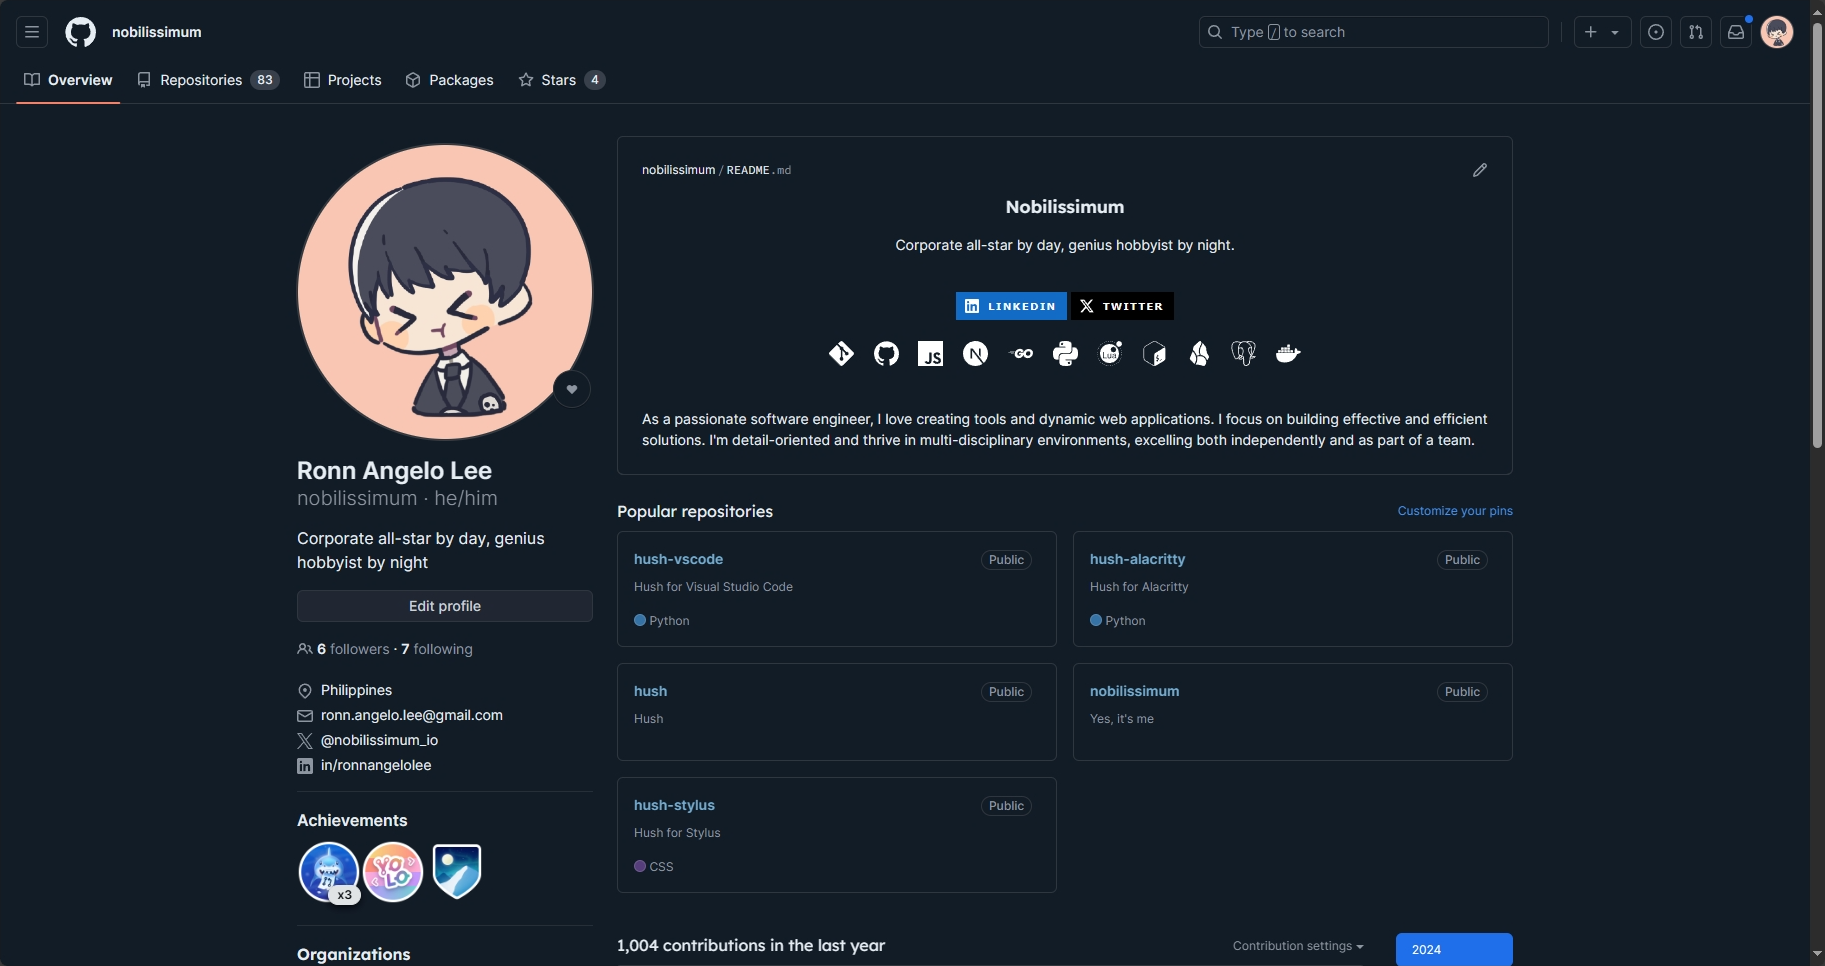 nobilissimum
Type / to search
Overview
Repositories 83
Projects
Packages
Stars 4
nobilissimum / README.md
Nobilissimum
Corporate all-star by day, genius hobbyist by night.
LINKEDIN
TWITTER
JS
N
GO
Lua
As a passionate software engineer, I love creating tools and dynamic web applications. I focus on building effective and efficient
solutions. I'm detail-oriented and thrive in multi-disciplinary environments, excelling both independently and as part of a team.
Ronn Angelo Lee
nobilissimum · he/him
Corporate all-star by day, genius
hobbyist by night
Edit profile
6 followers · 7 following
Philippines
ronn.angelo.lee@gmail.com
@nobilissimum_io
in/ronnangelolee
Achievements
x3
YOLO
Organizations
Popular repositories
Customize your pins
hush-vscode
Public
Hush for Visual Studio Code
Python
hush-alacritty
Public
Hush for Alacritty
Python
hush
Public
Hush
nobilissimum
Public
Yes, it's me
hush-stylus
Public
Hush for Stylus
CSS
1,004 contributions in the last year
Contribution settings
2024